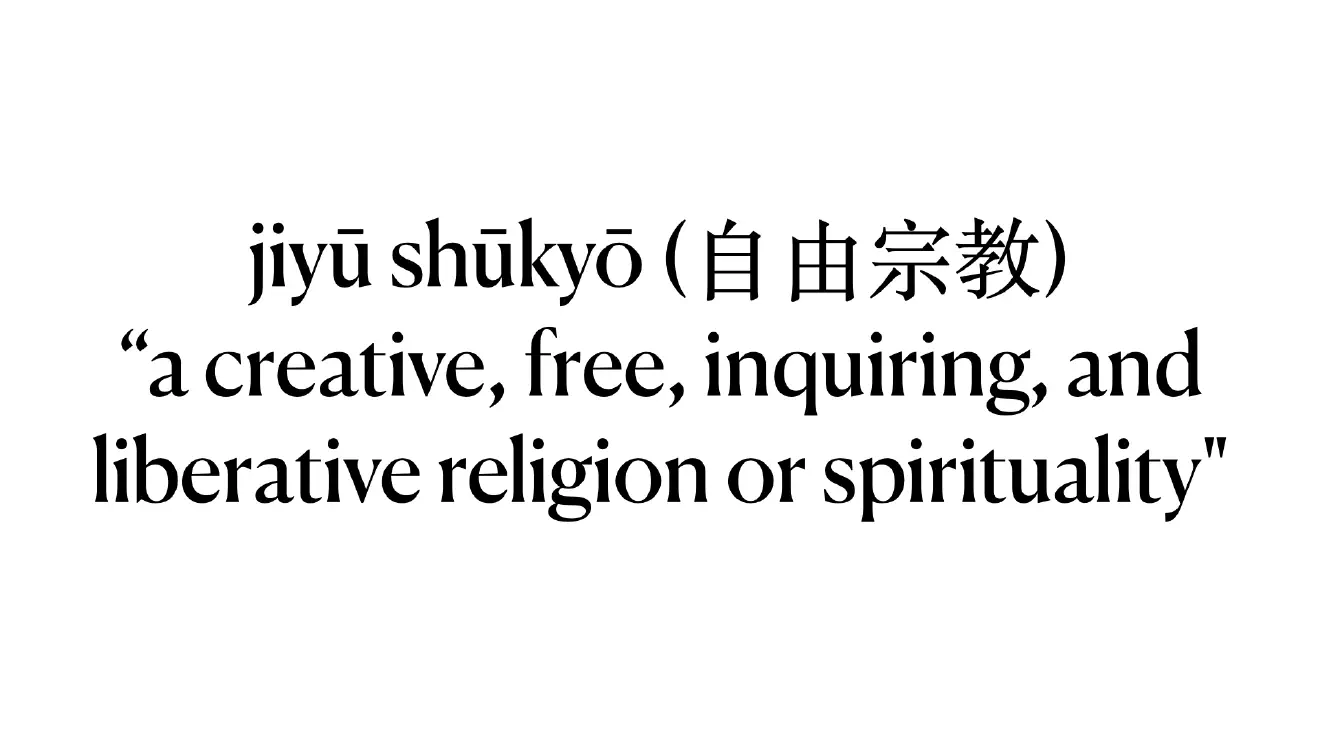 jiyū shūkyō (自由宗教)
“a creative, free, inquiring, and
liberative religion or spirituality"